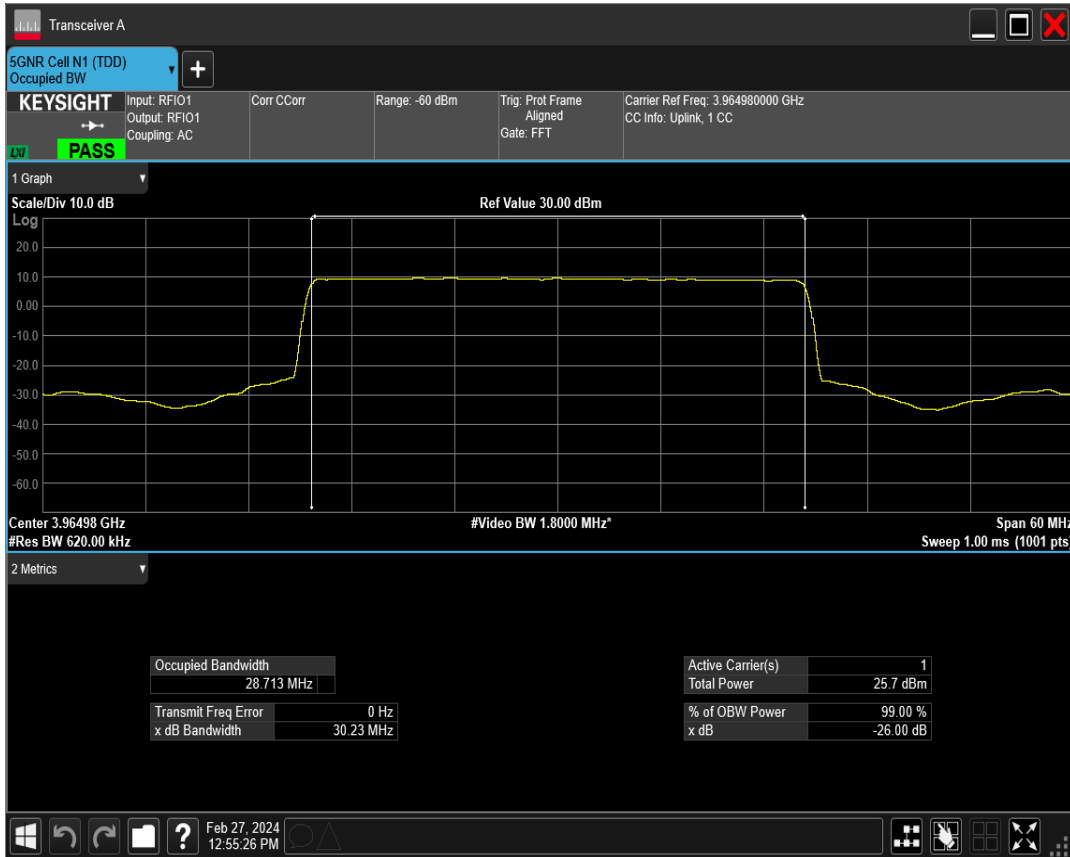 Transceiver A
5GNR Cell N1 (TDD)
Occupied BW
+
KEYSIGHT
LXI
PASS
Input: RFIO1
Output: RFIO1
Coupling: AC
Corr CCorr
Range: -60 dBm
Trig: Prot Frame
Aligned
Gate: FFT
Carrier Ref Freq: 3.964980000 GHz
CC Info: Uplink, 1 CC
1 Graph
Scale/Div 10.0 dB
Ref Value 30.00 dBm
Log
20.0
10.0
0.00
-10.0
-20.0
-30.0
-40.0
-50.0
-60.0
Center 3.96498 GHz
#Video BW 1.8000 MHz*
Span 60 MHz
#Res BW 620.00 kHz
Sweep 1.00 ms (1001 pts)
2 Metrics
Occupied Bandwidth
28.713 MHz
Transmit Freq Error 0 Hz
x dB Bandwidth 30.23 MHz
Active Carrier(s) 1
Total Power 25.7 dBm
% of OBW Power 99.00 %
x dB -26.00 dB
?
Feb 27, 2024
12:55:26 PM